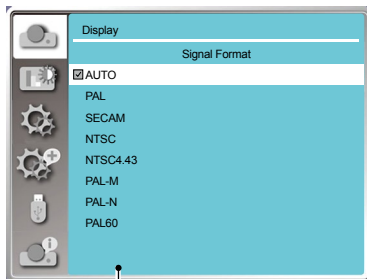 Display
Signal Format
AUTO
PAL
SECAM
NTSC
NTSC4.43
PAL-M
PAL-N
PAL60